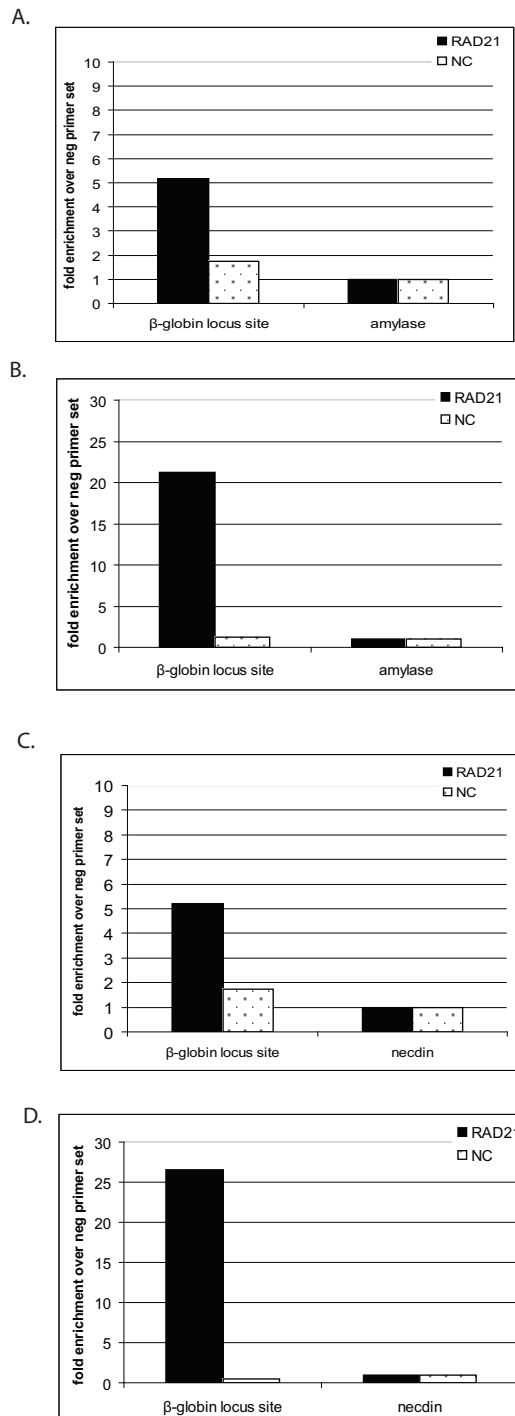 A.
RAD21
NC
fold enrichment over neg primer set
10
9
8
7
6
5
4
3
2
1
0
β-globin locus site
amylase
B.
RAD21
NC
fold enrichment over neg primer set
30
25
20
15
10
5
0
β-globin locus site
amylase
C.
RAD21
NC
fold enrichment over neg primer set
10
9
8
7
6
5
4
3
2
1
0
β-globin locus site
necdin
D.
RAD21
NC
fold enrichment over neg primer set
30
25
20
15
10
5
0
β-globin locus site
necdin